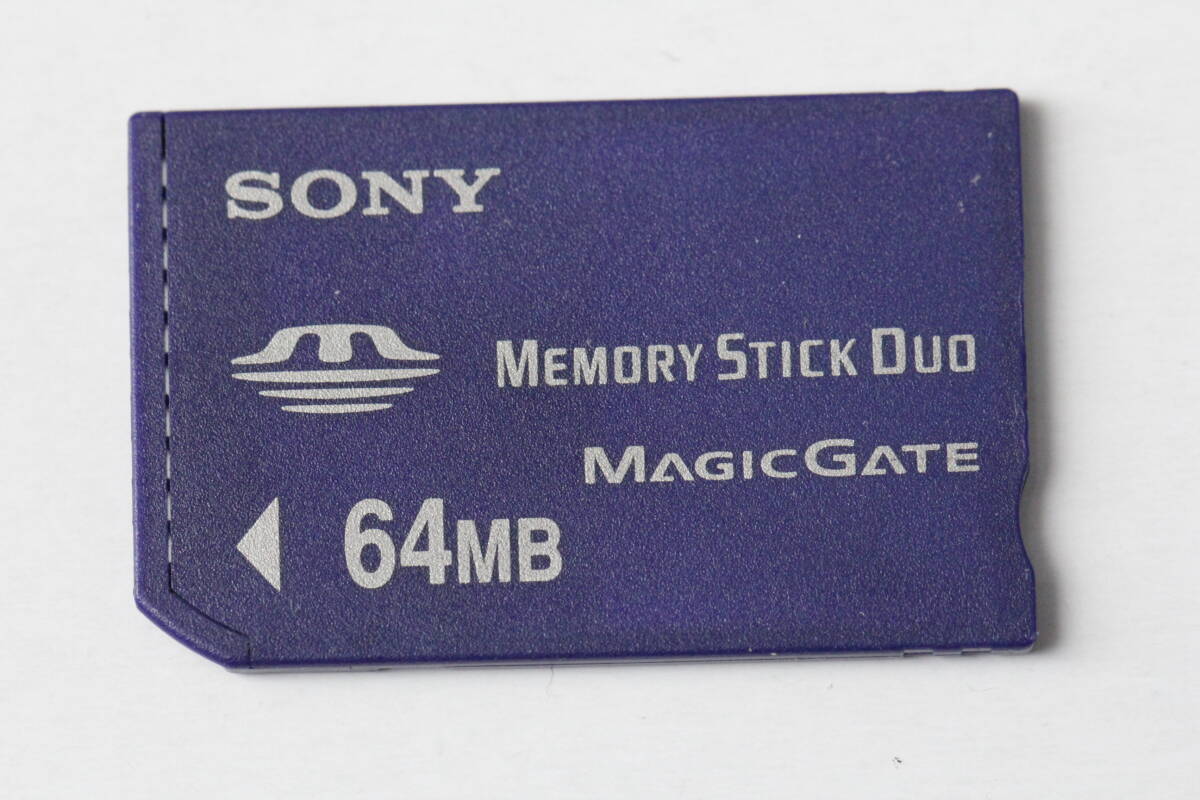 SONY
MEMORY STICK DUO
MAGICGATE
64MB